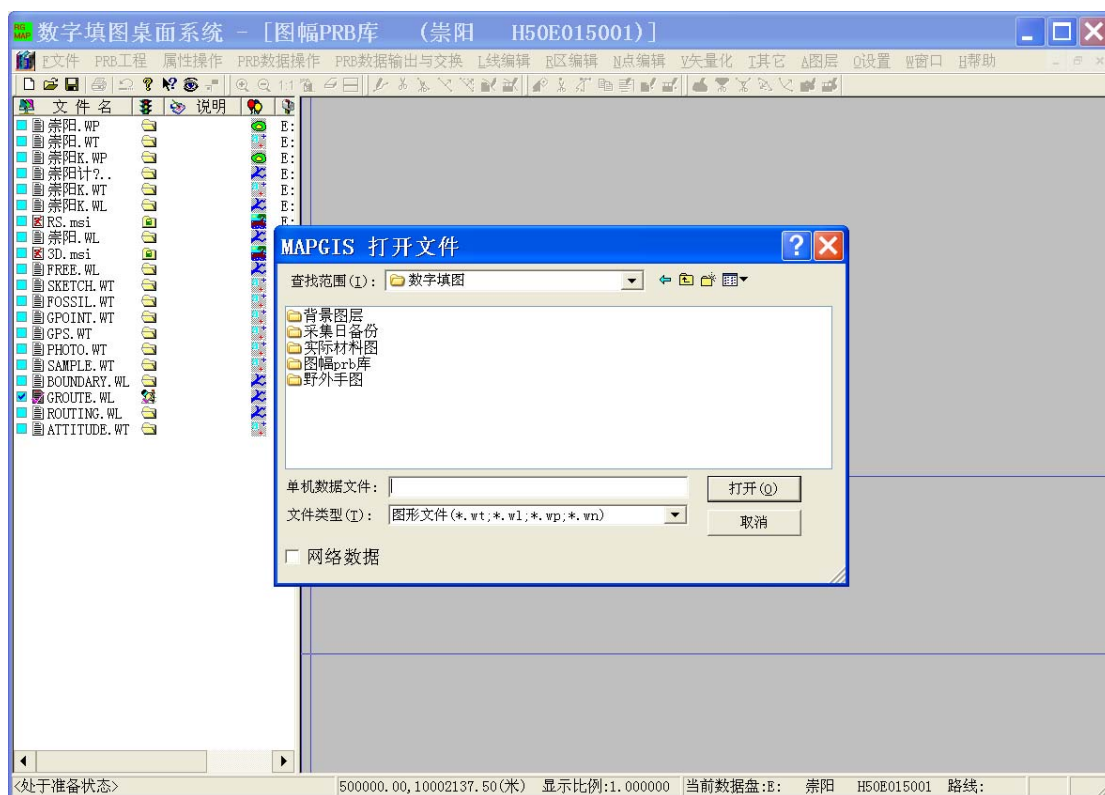 数字填图桌面系统 - [图幅PRB库 (崇阳 H50E015001)]
F文件 PRB工程 属性操作 PRB数据操作 PRB数据输出与交换 L线编辑 R区编辑 N点编辑 V矢量化 T其它 A图层 O设置 W窗口 H帮助
1:1
文件名 说明
崇阳.WP E:
崇阳.WT E:
崇阳K.WP E:
崇阳计?.. E:
崇阳K.WT E:
崇阳K.WL E:
RS.msi E:
崇阳.WL
3D.msi
FREE.WL
SKETCH.WT
FOSSIL.WT
GPOINT.WT
GPS.WT
PHOTO.WT
SAMPLE.WT
BOUNDARY.WL
GROUTE.WL
ROUTING.WL
ATTITUDE.WT
MAPGIS 打开文件
查找范围(I): 数字填图
背景图层
采集日备份
实际材料图
图幅prb库
野外手图
单机数据文件: 打开(O)
文件类型(T): 图形文件(*.wt;*.wl;*.wp;*.wn) 取消
网络数据
<处于准备状态> 500000.00,10002137.50(米) 显示比例:1.000000 当前数据盘:E: 崇阳 H50E015001 路线: